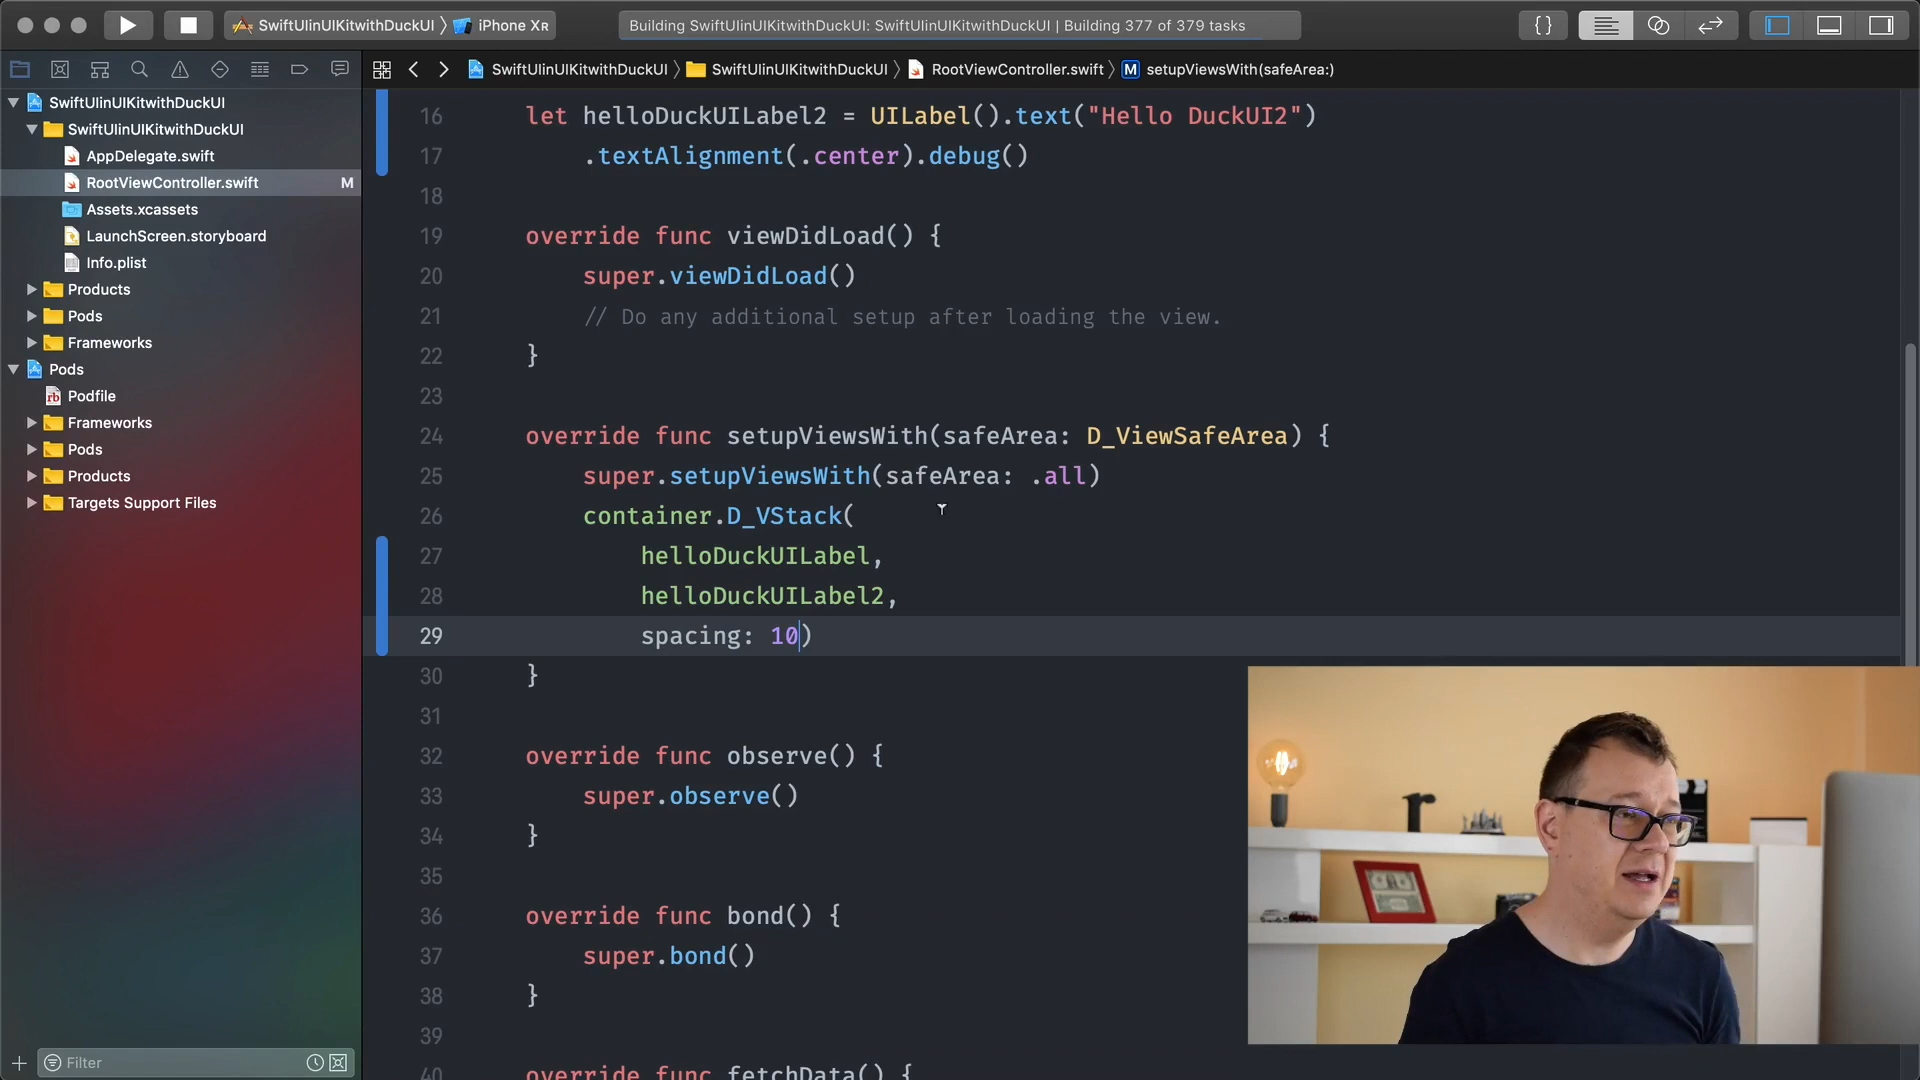 SwiftUIinUIKitwithDuckUI 〉 iPhone XR
Building SwiftUIinUIKitwithDuckUI: SwiftUIinUIKitwithDuckUI | Building 377 of 379 tasks
{}
SwiftUIinUIKitwithDuckUI 〉 SwiftUIinUIKitwithDuckUI 〉 RootViewController.swift 〉 M setupViewsWith(safeArea:)
SwiftUIinUIKitwithDuckUI
SwiftUIinUIKitwithDuckUI
AppDelegate.swift
RootViewController.swift M
Assets.xcassets
LaunchScreen.storyboard
Info.plist
Products
Pods
Frameworks
Pods
rb Podfile
Frameworks
Pods
Products
Targets Support Files
Filter
16 let helloDuckUILabel2 = UILabel().text("Hello DuckUI2")
17 .textAlignment(.center).debug()
18
19 override func viewDidLoad() {
20 super.viewDidLoad()
21 // Do any additional setup after loading the view.
22 }
23
24 override func setupViewsWith(safeArea: D_ViewSafeArea) {
25 super.setupViewsWith(safeArea: .all)
26 container.D_VStack(
27 helloDuckUILabel,
28 helloDuckUILabel2,
29 spacing: 10)
30 }
31
32 override func observe() {
33 super.observe()
34 }
35
36 override func bond() {
37 super.bond()
38 }
39
40 override func fetchData() {